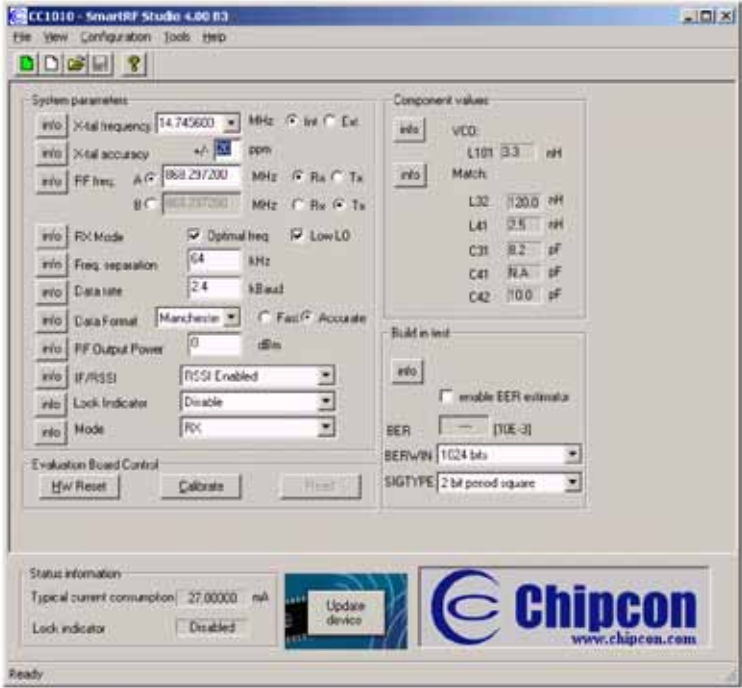 CC1010 - SmartRF Studio 4.00 B3
File View Configuration Tools Help
System parameters
info X-tal frequency 14.745600 MHz Int Ext.
info X-tal accuracy +/- 20 ppm
info RF freq. A 868.297200 MHz Rx Tx
B 868.297200 MHz Rx Tx
info RX Mode Optimal freq. Low LO
info Freq. separation 64 kHz
info Data rate 2.4 kBaud
info Data Format Manchester Fast Accurate
info RF Output Power 0 dBm
info IF/RSSI RSSI Enabled
info Lock Indicator Disable
info Mode RX
Evaluation Board Control
HW Reset Calibrate Reset
Component values
info VCO:
L101 3.3 nH
info Match:
L32 120.0 nH
L41 2.5 nH
C31 8.2 pF
C41 N.A. pF
C42 10.0 pF
Build in test
info
enable BER estimator
BER --- [10E-3]
BERWIN 1024 bits
SIGTYPE 2 bit period square
Status information
Typical current consumption 27.00000 mA
Lock indicator Disabled
Update
device
Chipcon
www.chipcon.com
Ready